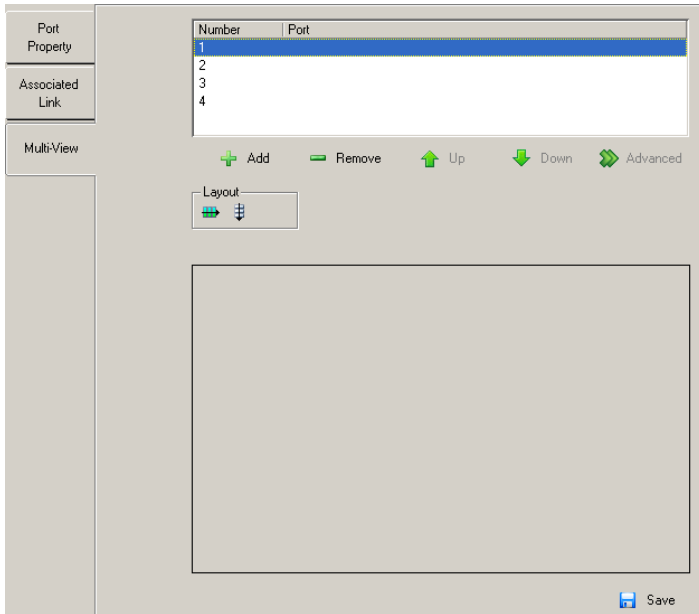 Port
Property
Associated
Link
Multi-View
Number Port
1
2
3
4
Add Remove Up Down Advanced
Layout
Save